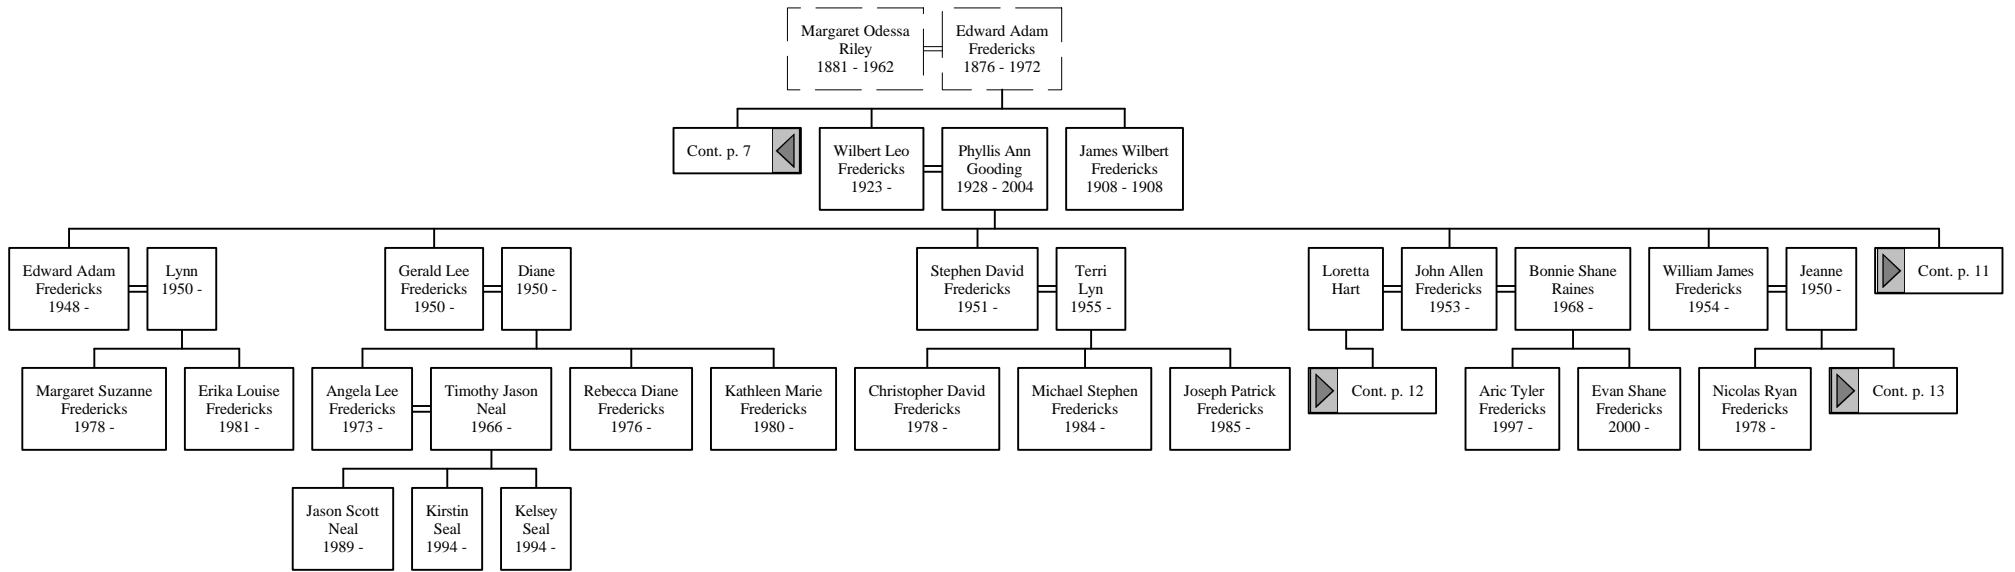 Margaret Odessa
Riley
1881 - 1962
Edward Adam
Fredericks
1876 - 1972
Cont. p. 7
Wilbert Leo
Fredericks
1923 -
Phyllis Ann
Gooding
1928 - 2004
James Wilbert
Fredericks
1908 - 1908
Edward Adam
Fredericks
1948 -
Lynn
1950 -
Gerald Lee
Fredericks
1950 -
Diane
1950 -
Stephen David
Fredericks
1951 -
Terri
Lyn
1955 -
Loretta
Hart
John Allen
Fredericks
1953 -
Bonnie Shane
Raines
1968 -
William James
Fredericks
1954 -
Jeanne
1950 -
Cont. p. 11
Margaret Suzanne
Fredericks
1978 -
Erika Louise
Fredericks
1981 -
Angela Lee
Fredericks
1973 -
Timothy Jason
Neal
1966 -
Rebecca Diane
Fredericks
1976 -
Kathleen Marie
Fredericks
1980 -
Christopher David
Fredericks
1978 -
Michael Stephen
Fredericks
1984 -
Joseph Patrick
Fredericks
1985 -
Cont. p. 12
Aric Tyler
Fredericks
1997 -
Evan Shane
Fredericks
2000 -
Nicolas Ryan
Fredericks
1978 -
Cont. p. 13
Jason Scott
Neal
1989 -
Kirstin
Seal
1994 -
Kelsey
Seal
1994 -